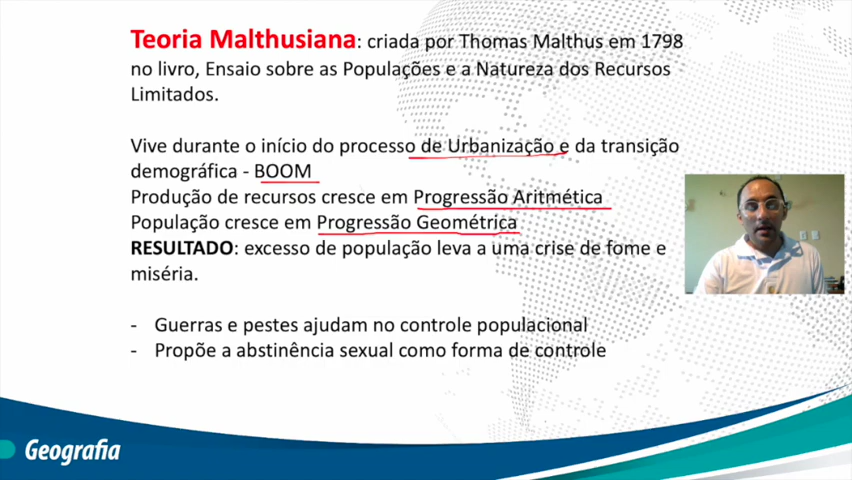 Teoria Malthusiana: criada por Thomas Malthus em 1798
no livro, Ensaio sobre as Populações e a Natureza dos Recursos
Limitados.
Vive durante o início do processo de Urbanização e da transição
demográfica - BOOM
Produção de recursos cresce em Progressão Aritmética
População cresce em Progressão Geométrica
RESULTADO: excesso de população leva a uma crise de fome e
miséria.
- Guerras e pestes ajudam no controle populacional
- Propõe a abstinência sexual como forma de controle
Geografia